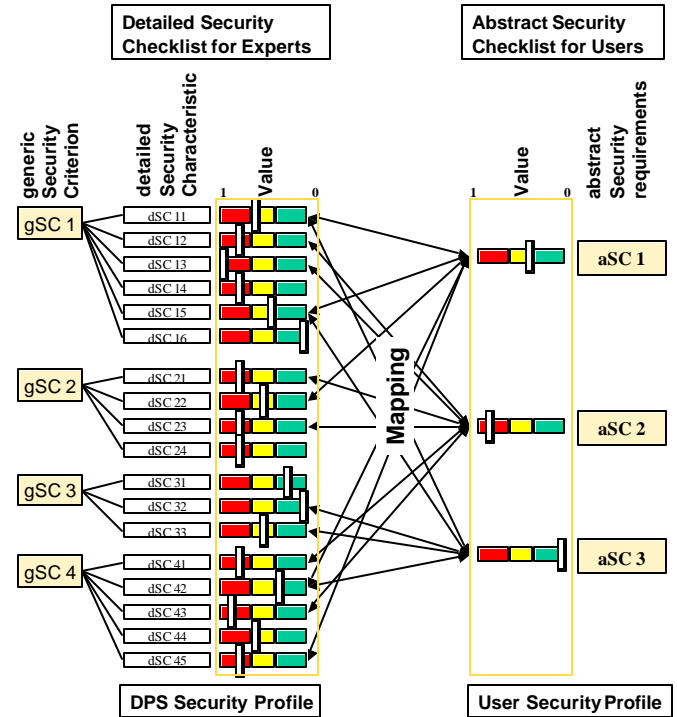 Detailed Security
Checklist for Experts
Abstract Security
Checklist for Users
generic
Security
Criterion
detailed
Security
Characteristic
Value
1
0
Value
1
0
abstract
Security
requirements
gSC 1
dSC 11
dSC 12
dSC 13
dSC 14
dSC 15
dSC 16
gSC 2
dSC 21
dSC 22
dSC 23
dSC 24
gSC 3
dSC 31
dSC 32
dSC 33
gSC 4
dSC 41
dSC 42
dSC 43
dSC 44
dSC 45
Mapping
aSC 1
aSC 2
aSC 3
DPS Security Profile
User Security Profile